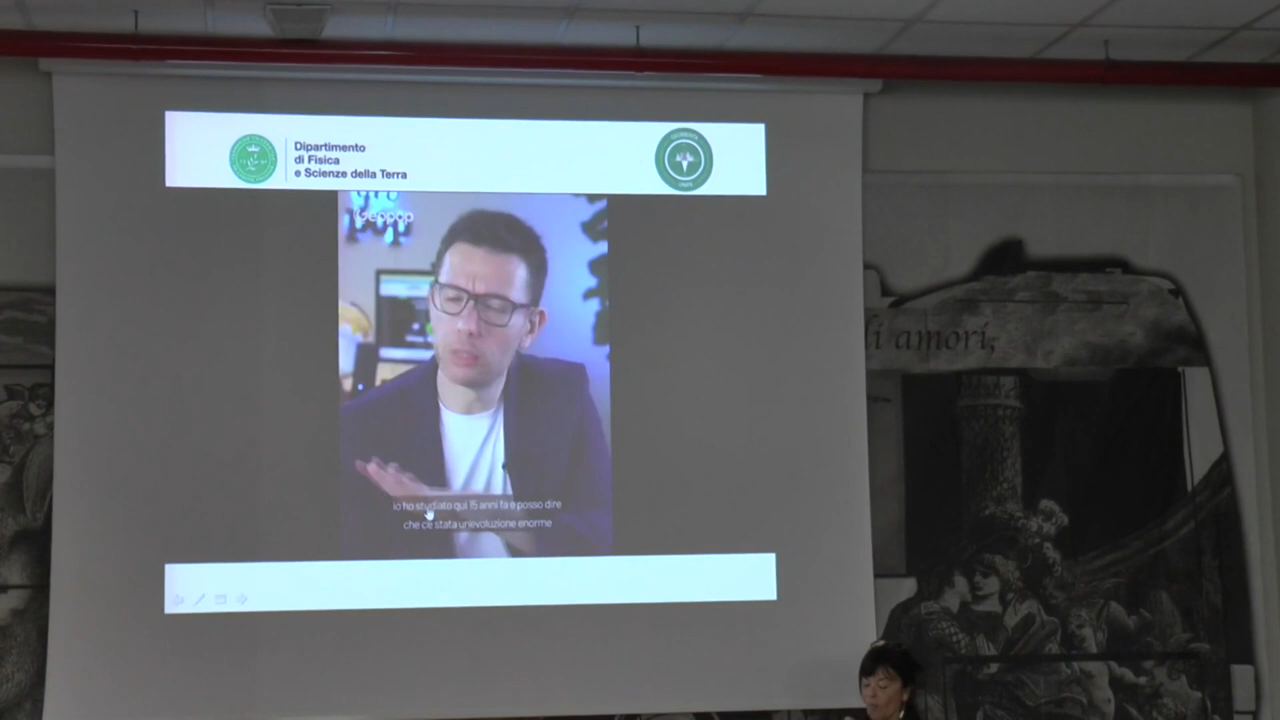 Dipartimento
di Fisica
e Scienze della Terra
Geopop
io ho studiato qui 15 anni fa e posso dire
che c'è stata un'evoluzione enorme
di amori,